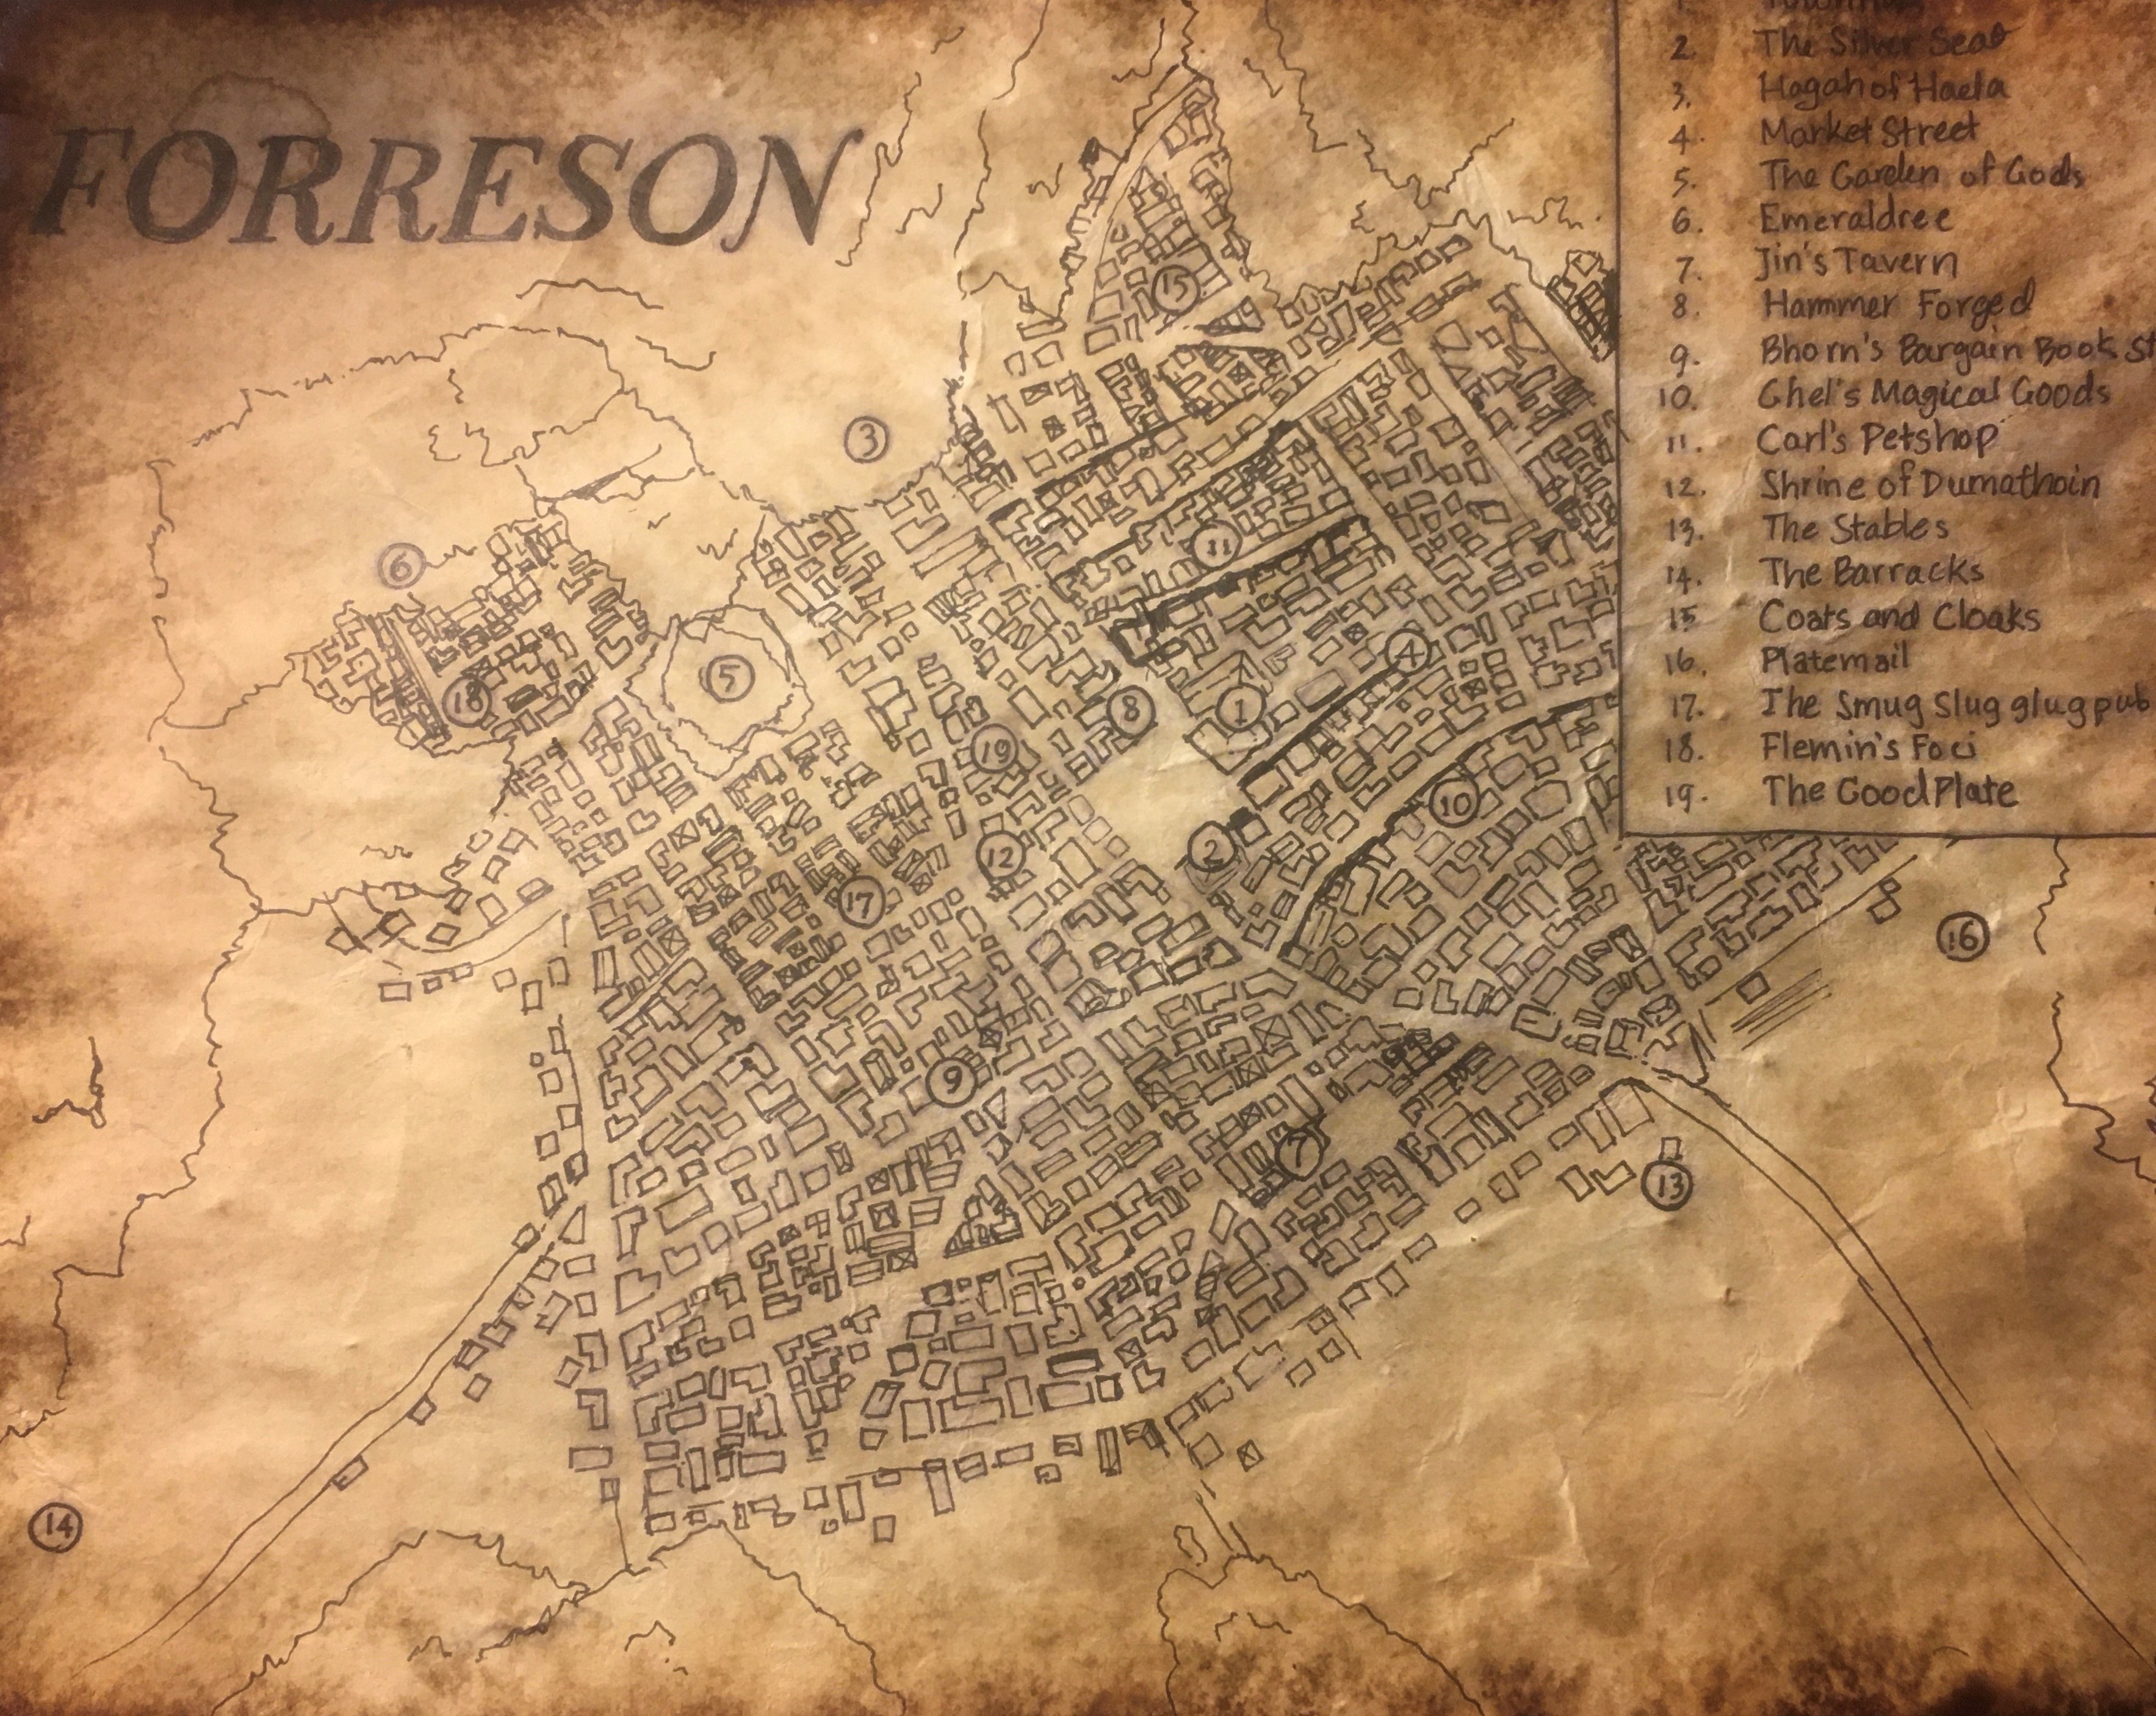 FORRESON
1.
2. The Silver Seat
3. Hagah of Haela
4. Market Street
5. The Garden of Gods
6. Emeraldree
7. Jin's Tavern
8. Hammer Forged
9. Bhorn's Bargain Book St
10. Ghel's Magical Goods
11. Carl's Petshop
12. Shrine of Dumathoin
13. The Stables
14. The Barracks
15 Coats and Cloaks
16. Platemail
17. The Smug Slug glug pub
18. Flemin's Foci
19. The Good Plate
15
3
11
6
4
5
18
8
1
19
10
2
12
17
16
9
7
13
14